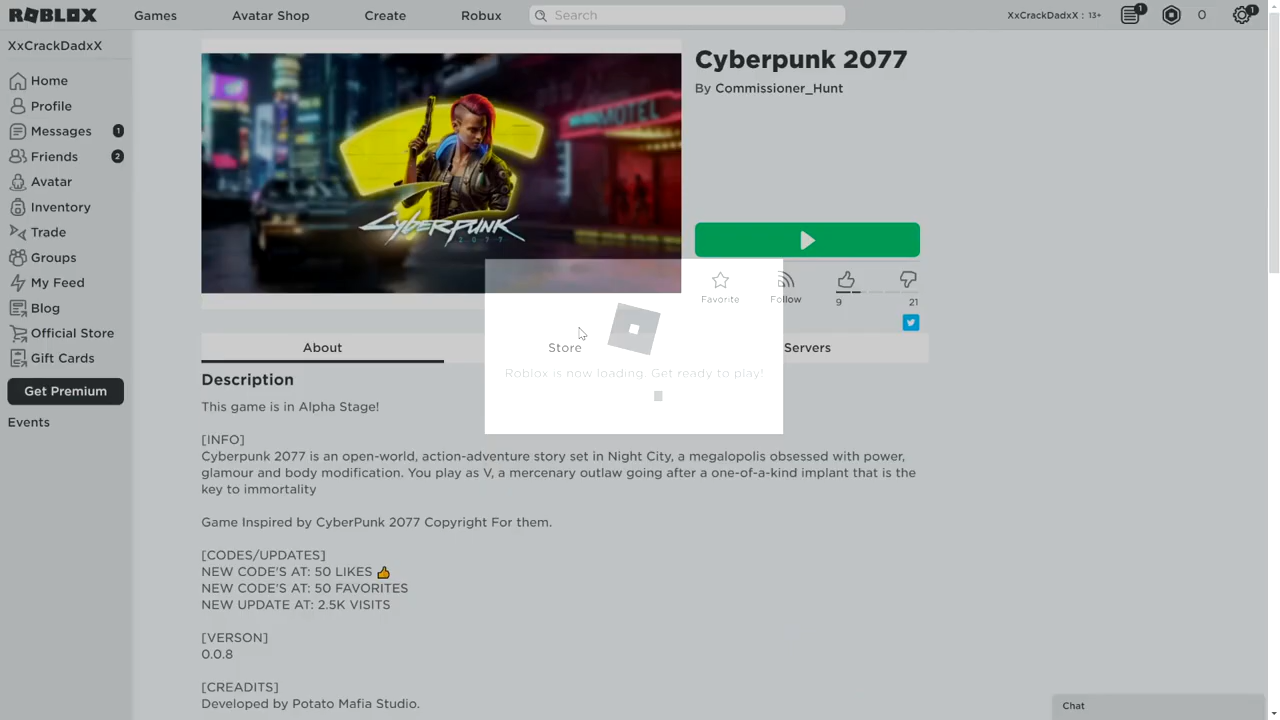 ROBLOX
Games
Avatar Shop
Create
Robux
Search
XxCrackDadxX : 13+
1
0
1
XxCrackDadxX
Home
Profile
Messages
1
Friends
2
Avatar
Inventory
Trade
Groups
My Feed
Blog
Official Store
Gift Cards
Get Premium
Events
MOTEL
CYBERPUNK
2077
Cyberpunk 2077
By Commissioner_Hunt
Favorite
Follow
9
21
About
Store
Servers
Roblox is now loading. Get ready to play!
Description
This game is in Alpha Stage!
[INFO]
Cyberpunk 2077 is an open-world, action-adventure story set in Night City, a megalopolis obsessed with power,
glamour and body modification. You play as V, a mercenary outlaw going after a one-of-a-kind implant that is the
key to immortality
Game Inspired by CyberPunk 2077 Copyright For them.
[CODES/UPDATES]
NEW CODE'S AT: 50 LIKES 👍
NEW CODE'S AT: 50 FAVORITES
NEW UPDATE AT: 2.5K VISITS
[VERSON]
0.0.8
[CREADITS]
Developed by Potato Mafia Studio.
Chat